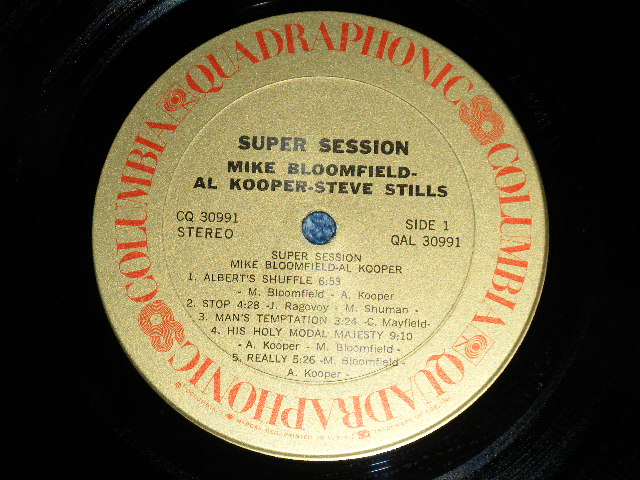 COLUMBIA
QUADRAPHONIC
COLUMBIA
QUADRAPHONIC
SUPER SESSION
MIKE BLOOMFIELD-
AL KOOPER-STEVE STILLS
CQ 30991
STEREO
SIDE 1
QAL 30991
SUPER SESSION
MIKE BLOOMFIELD-AL KOOPER
1. ALBERT'S SHUFFLE 6:53
- M. Bloomfield - A. Kooper
2. STOP 4:28 -J. Ragovoy - M. Shuman -
3. MAN'S TEMPTATION 3:24 -C. Mayfield-
4. HIS HOLY MODAL MAJESTY 9:10
- A. Kooper - M. Bloomfield -
5. REALLY 5:26 -M. Bloomfield -
A. Kooper -